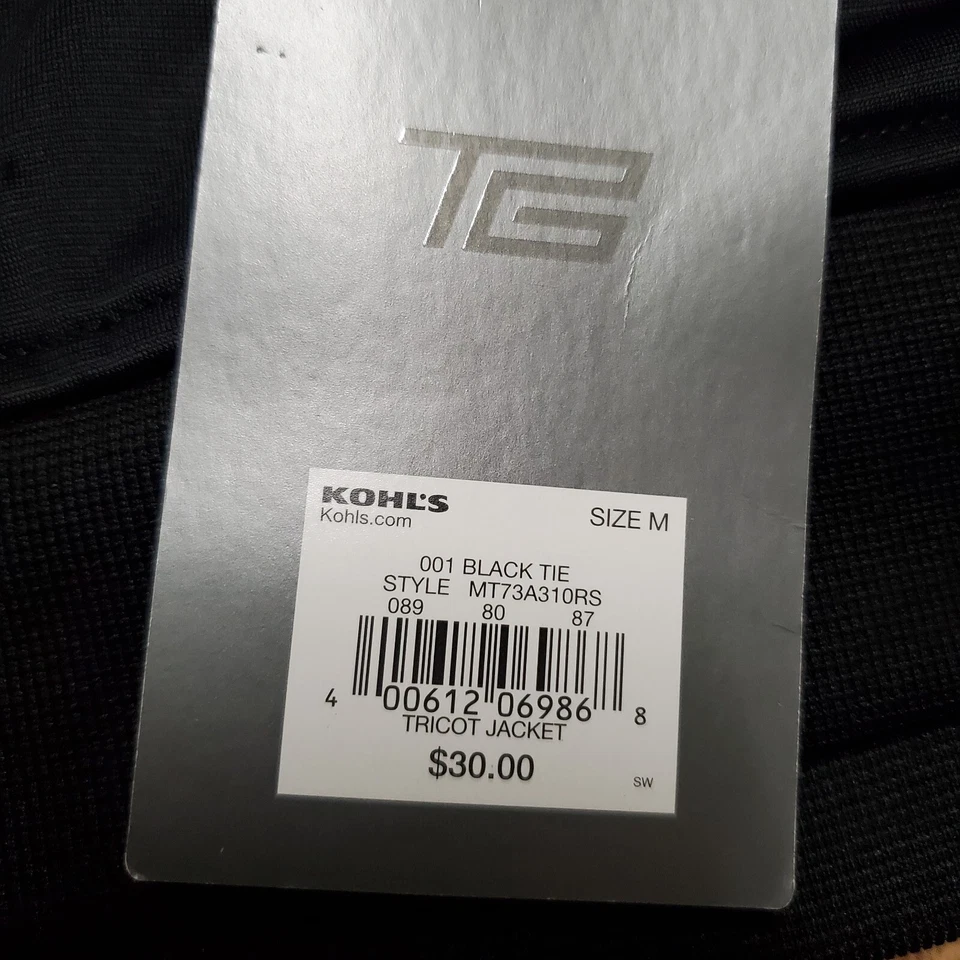 TG
KOHL'S
Kohls.com
SIZE M
001 BLACK TIE
STYLE MT73A310RS
089 80 87
4 00612 06986 8
TRICOT JACKET
$30.00
SW